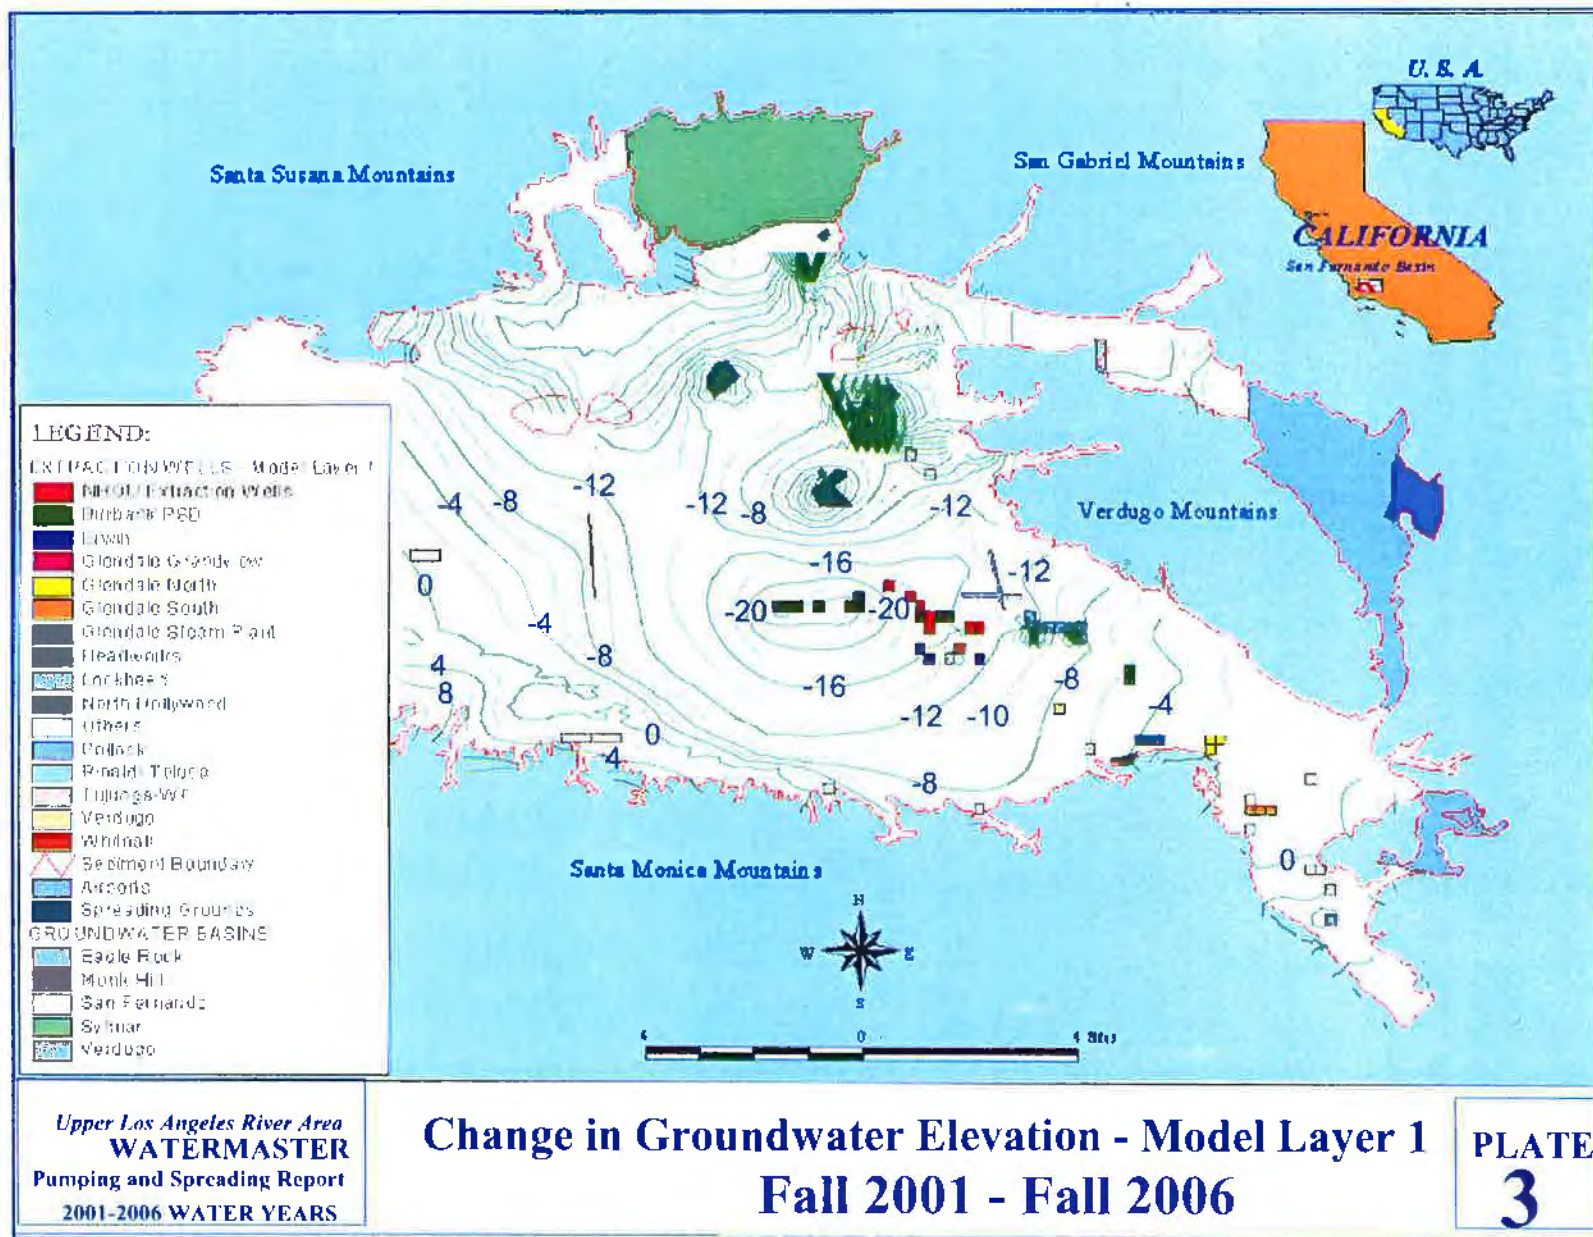 U. S. A.
Santa Susana Mountains
San Gabriel Mountains
CALIFORNIA
San Fernando Basin
LEGEND:
EXTRACTION WELLS - Model Layer 1
NHOU Extraction Wells
Burbank PSD
Erwin
Glendale Grandview
Glendale North
Glendale South
Glendale Steam Plant
Headworks
Lockheed
North Hollywood
Others
Pollock
Rinaldi-Toluca
Tujunga-WF
Verdugo
Whitnall
Sediment Boundary
Airports
Spreading Grounds
GROUNDWATER BASINS
Eagle Rock
Monk Hill
San Fernando
Sylmar
Verdugo
-4
-8
-12
-12
-8
-12
Verdugo Mountains
-16
-12
0
-20
-20
-4
-8
4
8
-16
-8
-4
-12
-10
0
-4
-8
0
Santa Monica Mountains
N
W
E
S
4
0
4 Miles
Upper Los Angeles River Area
WATERMASTER
Pumping and Spreading Report
2001-2006 WATER YEARS
Change in Groundwater Elevation - Model Layer 1
Fall 2001 - Fall 2006
PLATE
3